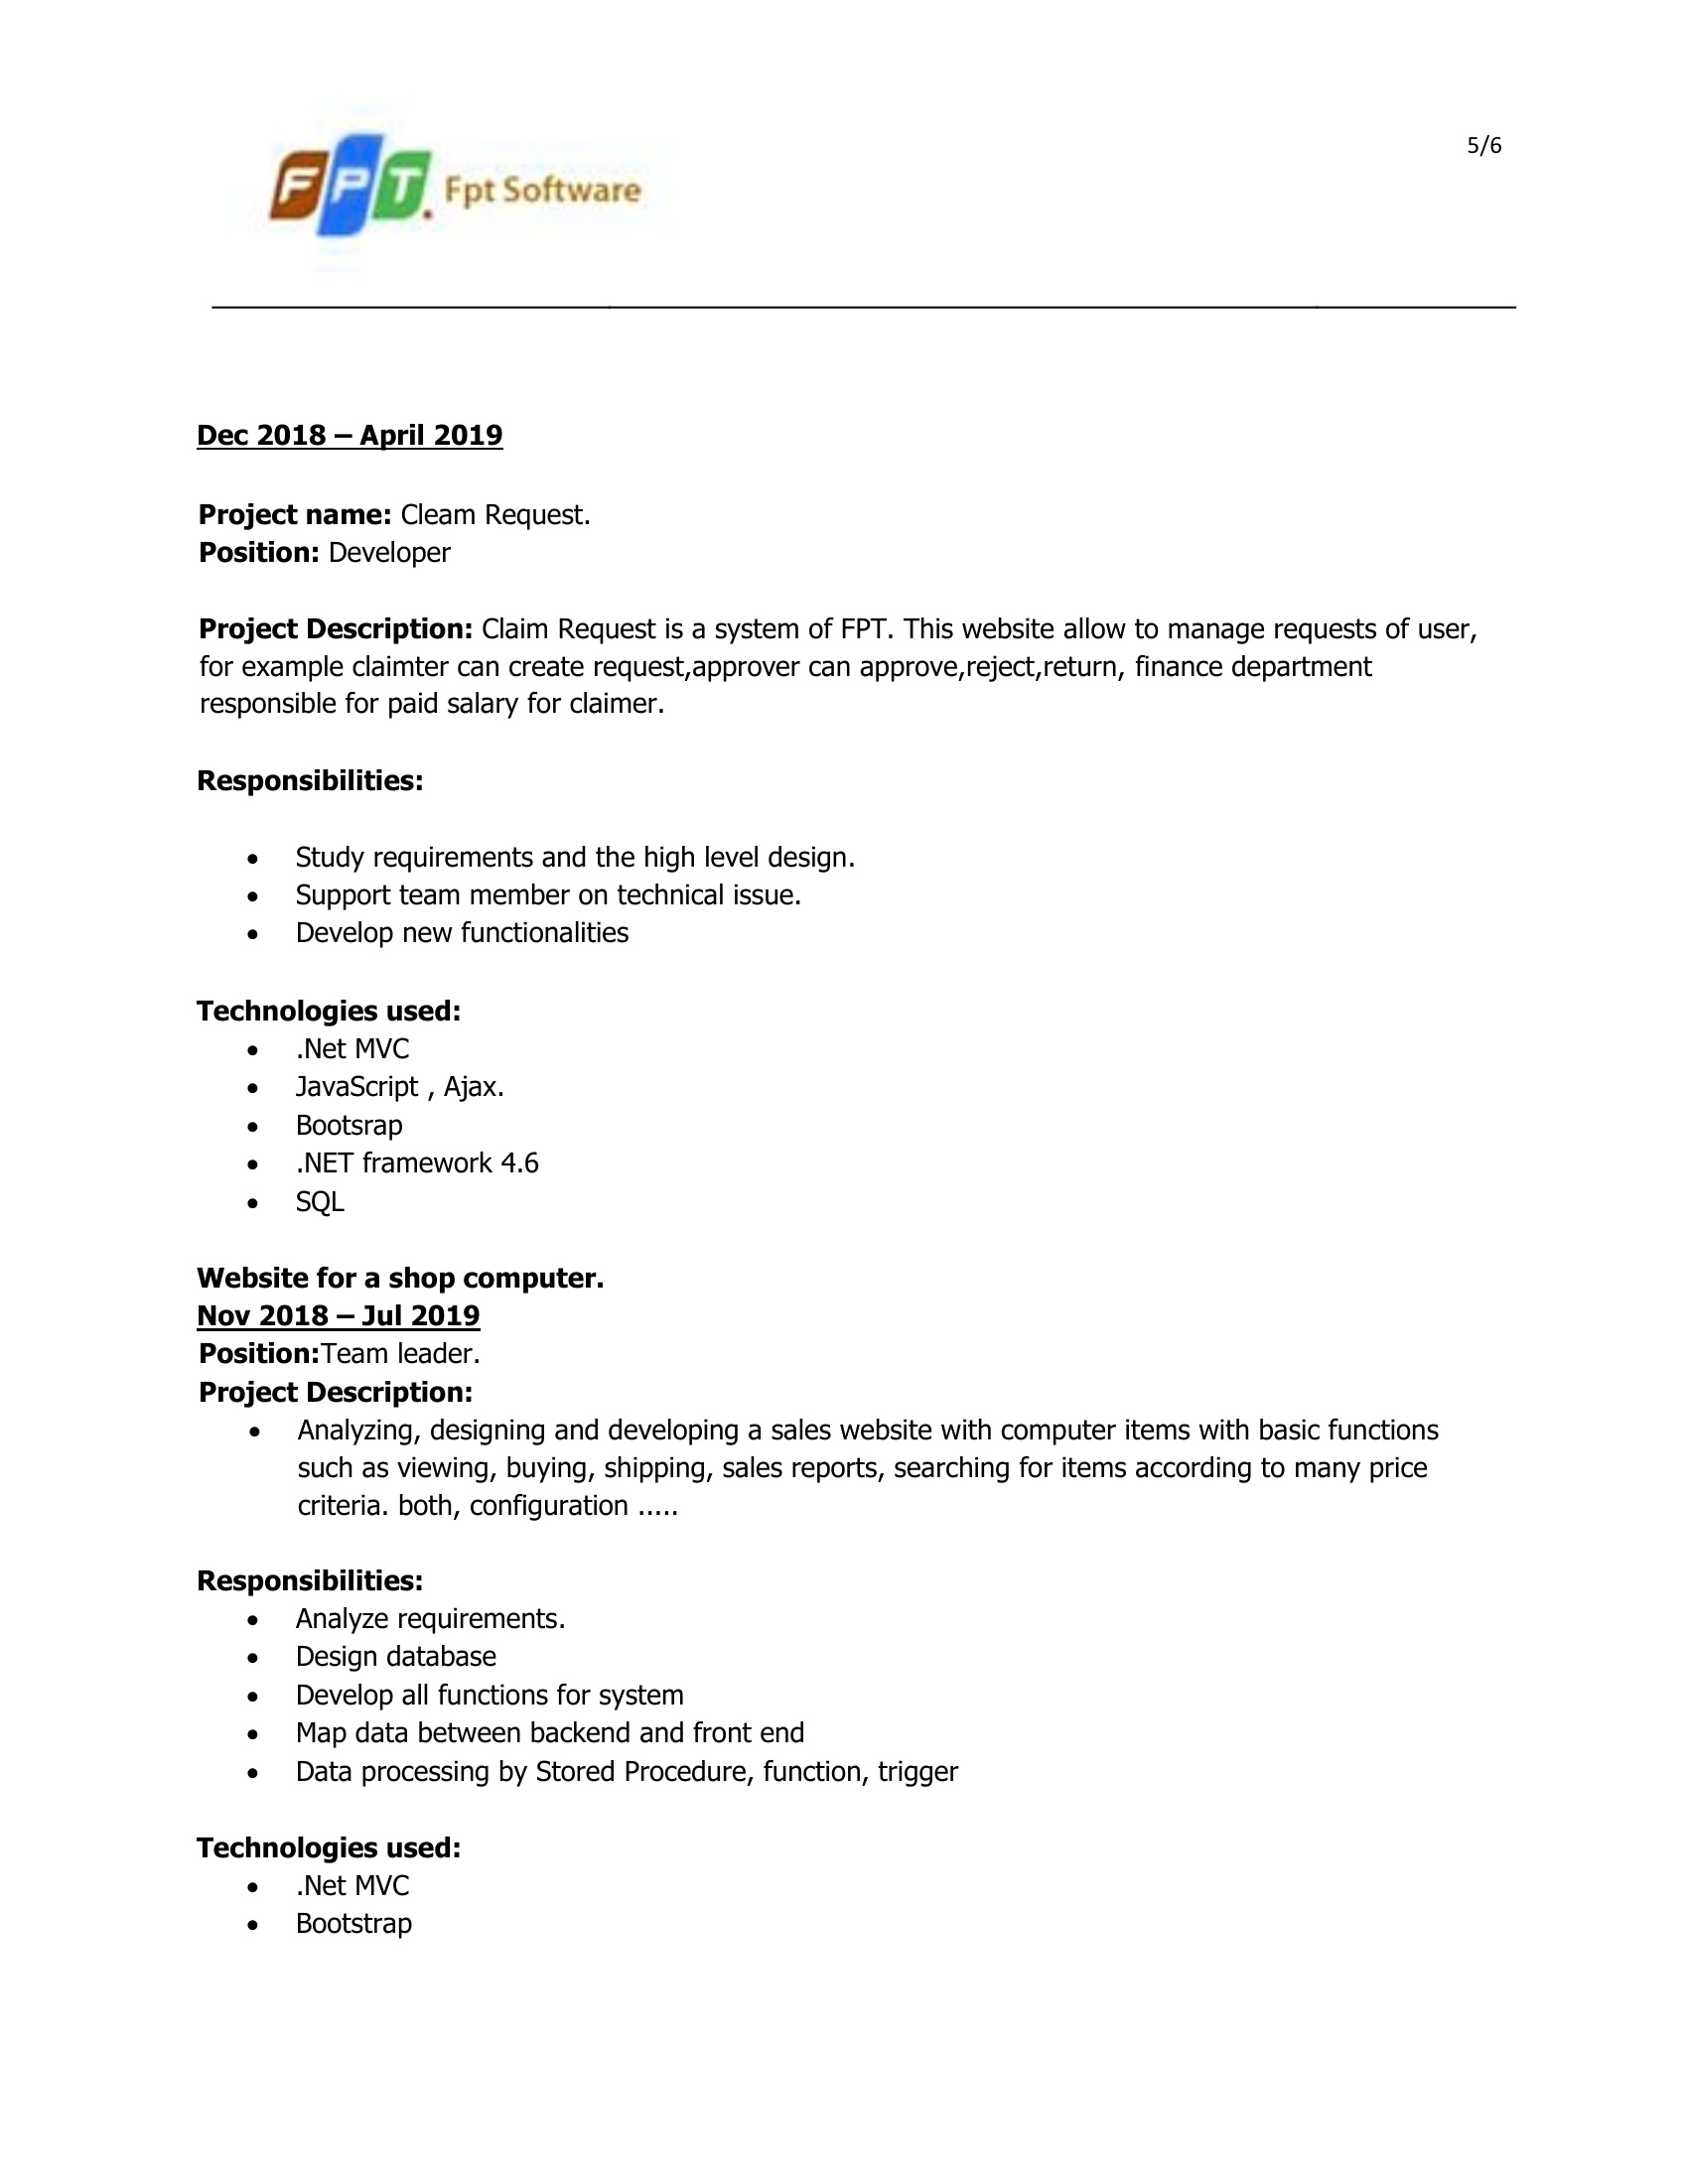 FPT. Fpt Software
5/6
Dec 2018 – April 2019
Project name: Cleam Request.
Position: Developer
Project Description: Claim Request is a system of FPT. This website allow to manage requests of user,
for example claimter can create request,approver can approve,reject,return, finance department
responsible for paid salary for claimer.
Responsibilities:
• Study requirements and the high level design.
• Support team member on technical issue.
• Develop new functionalities
Technologies used:
• .Net MVC
• JavaScript , Ajax.
• Bootsrap
• .NET framework 4.6
• SQL
Website for a shop computer.
Nov 2018 – Jul 2019
Position:Team leader.
Project Description:
• Analyzing, designing and developing a sales website with computer items with basic functions
such as viewing, buying, shipping, sales reports, searching for items according to many price
criteria. both, configuration .....
Responsibilities:
• Analyze requirements.
• Design database
• Develop all functions for system
• Map data between backend and front end
• Data processing by Stored Procedure, function, trigger
Technologies used:
• .Net MVC
• Bootstrap